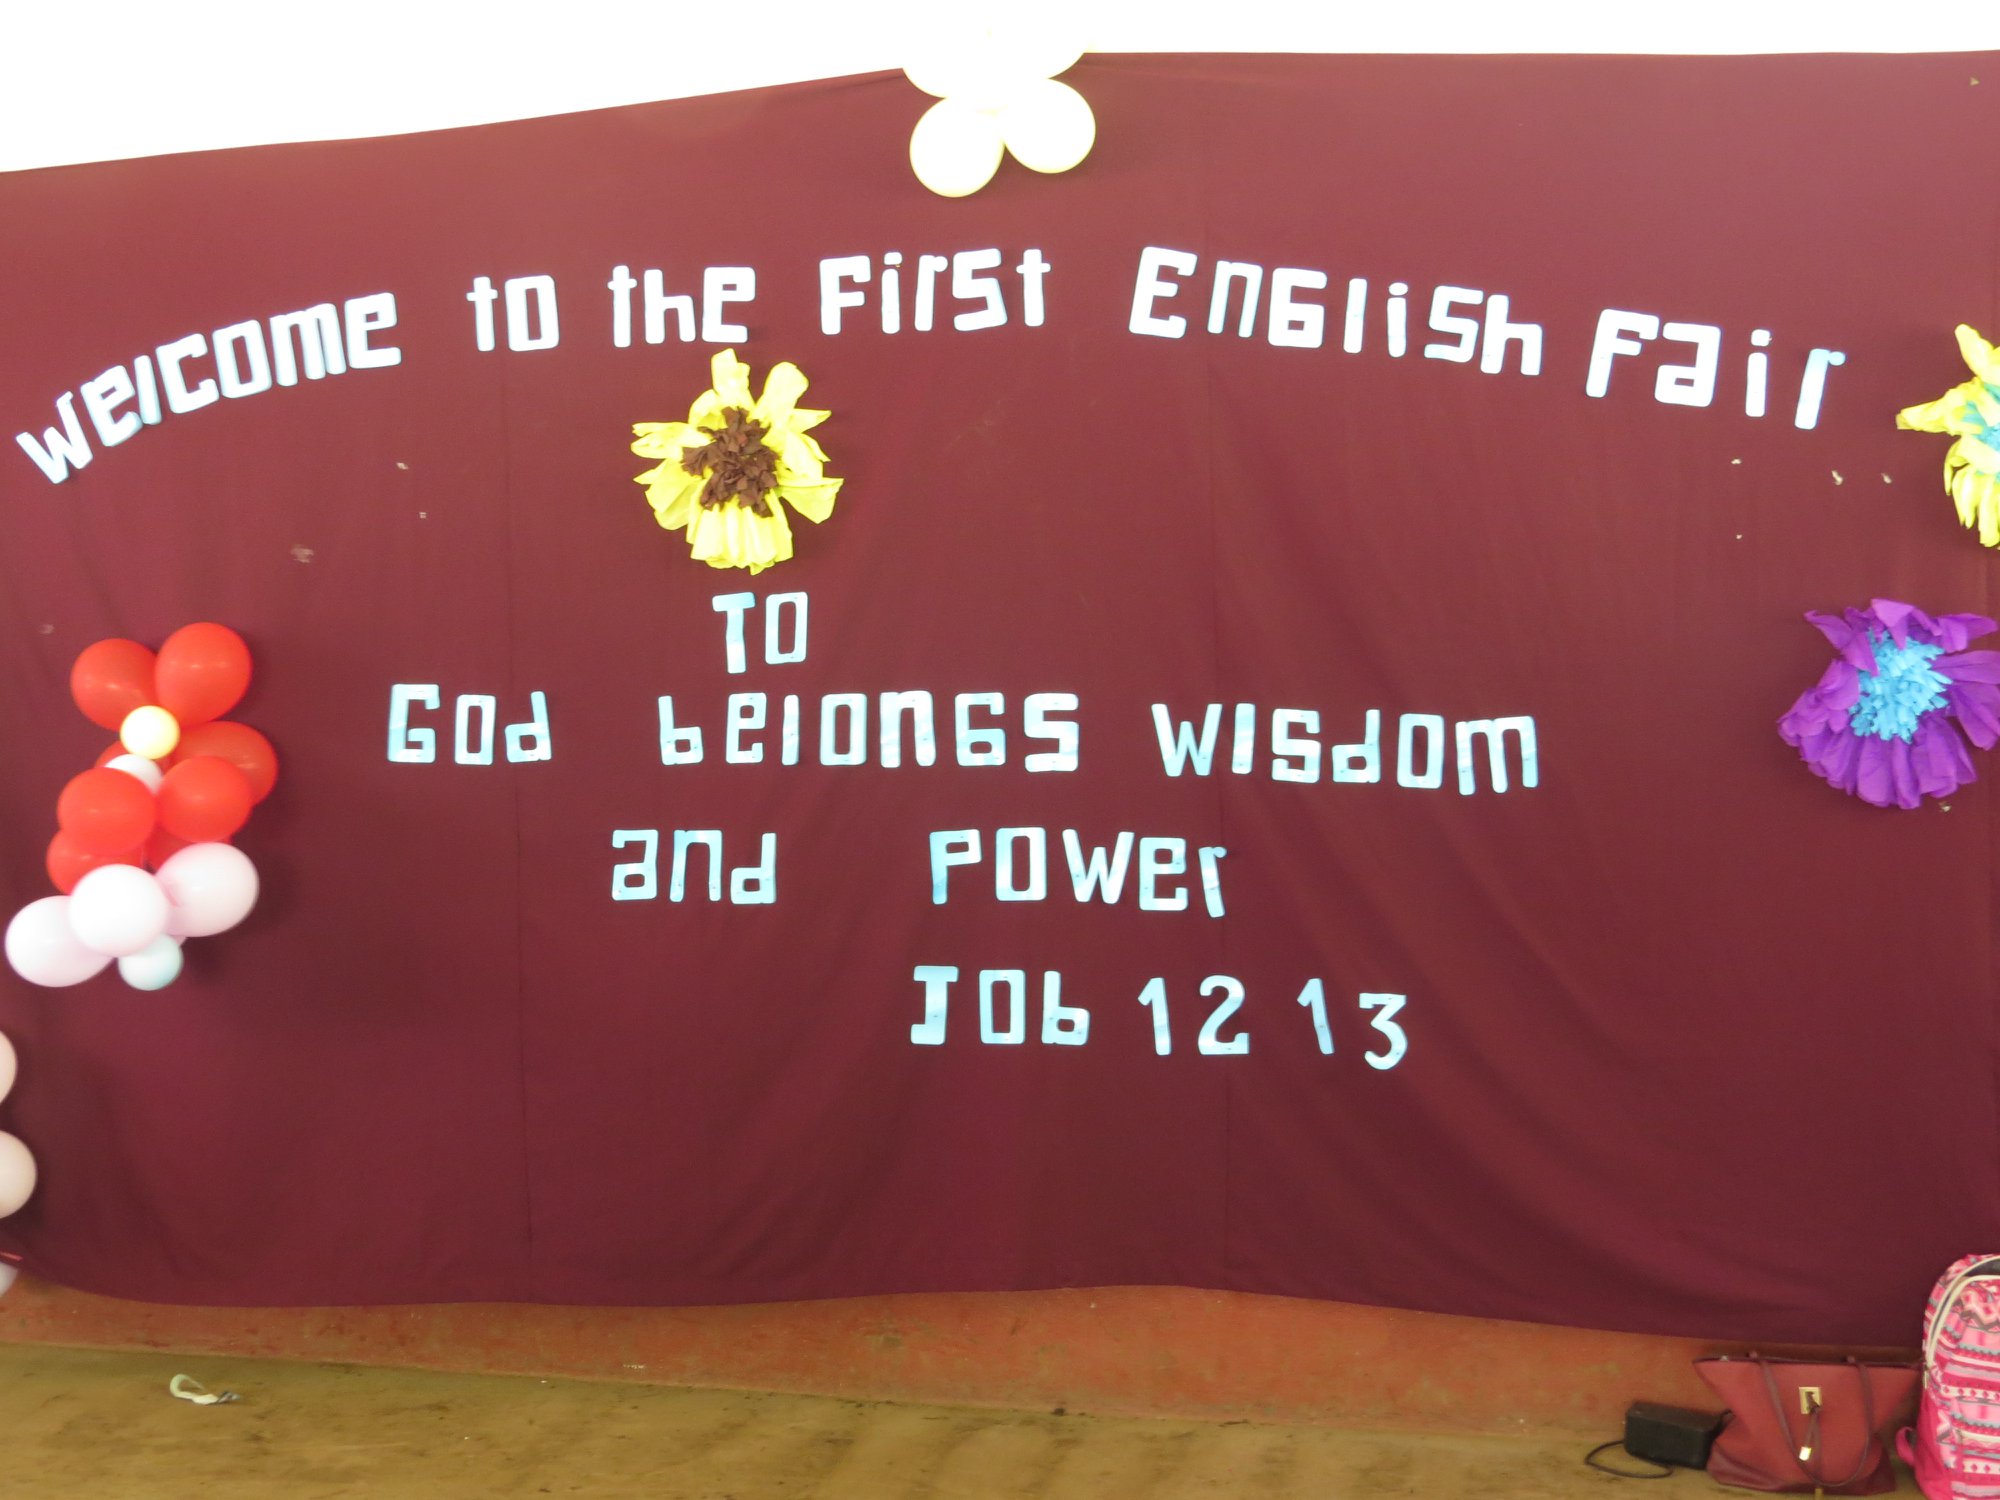 Welcome to the First English Fair
TO
God belongs wisdom
and Power
Job 12 13